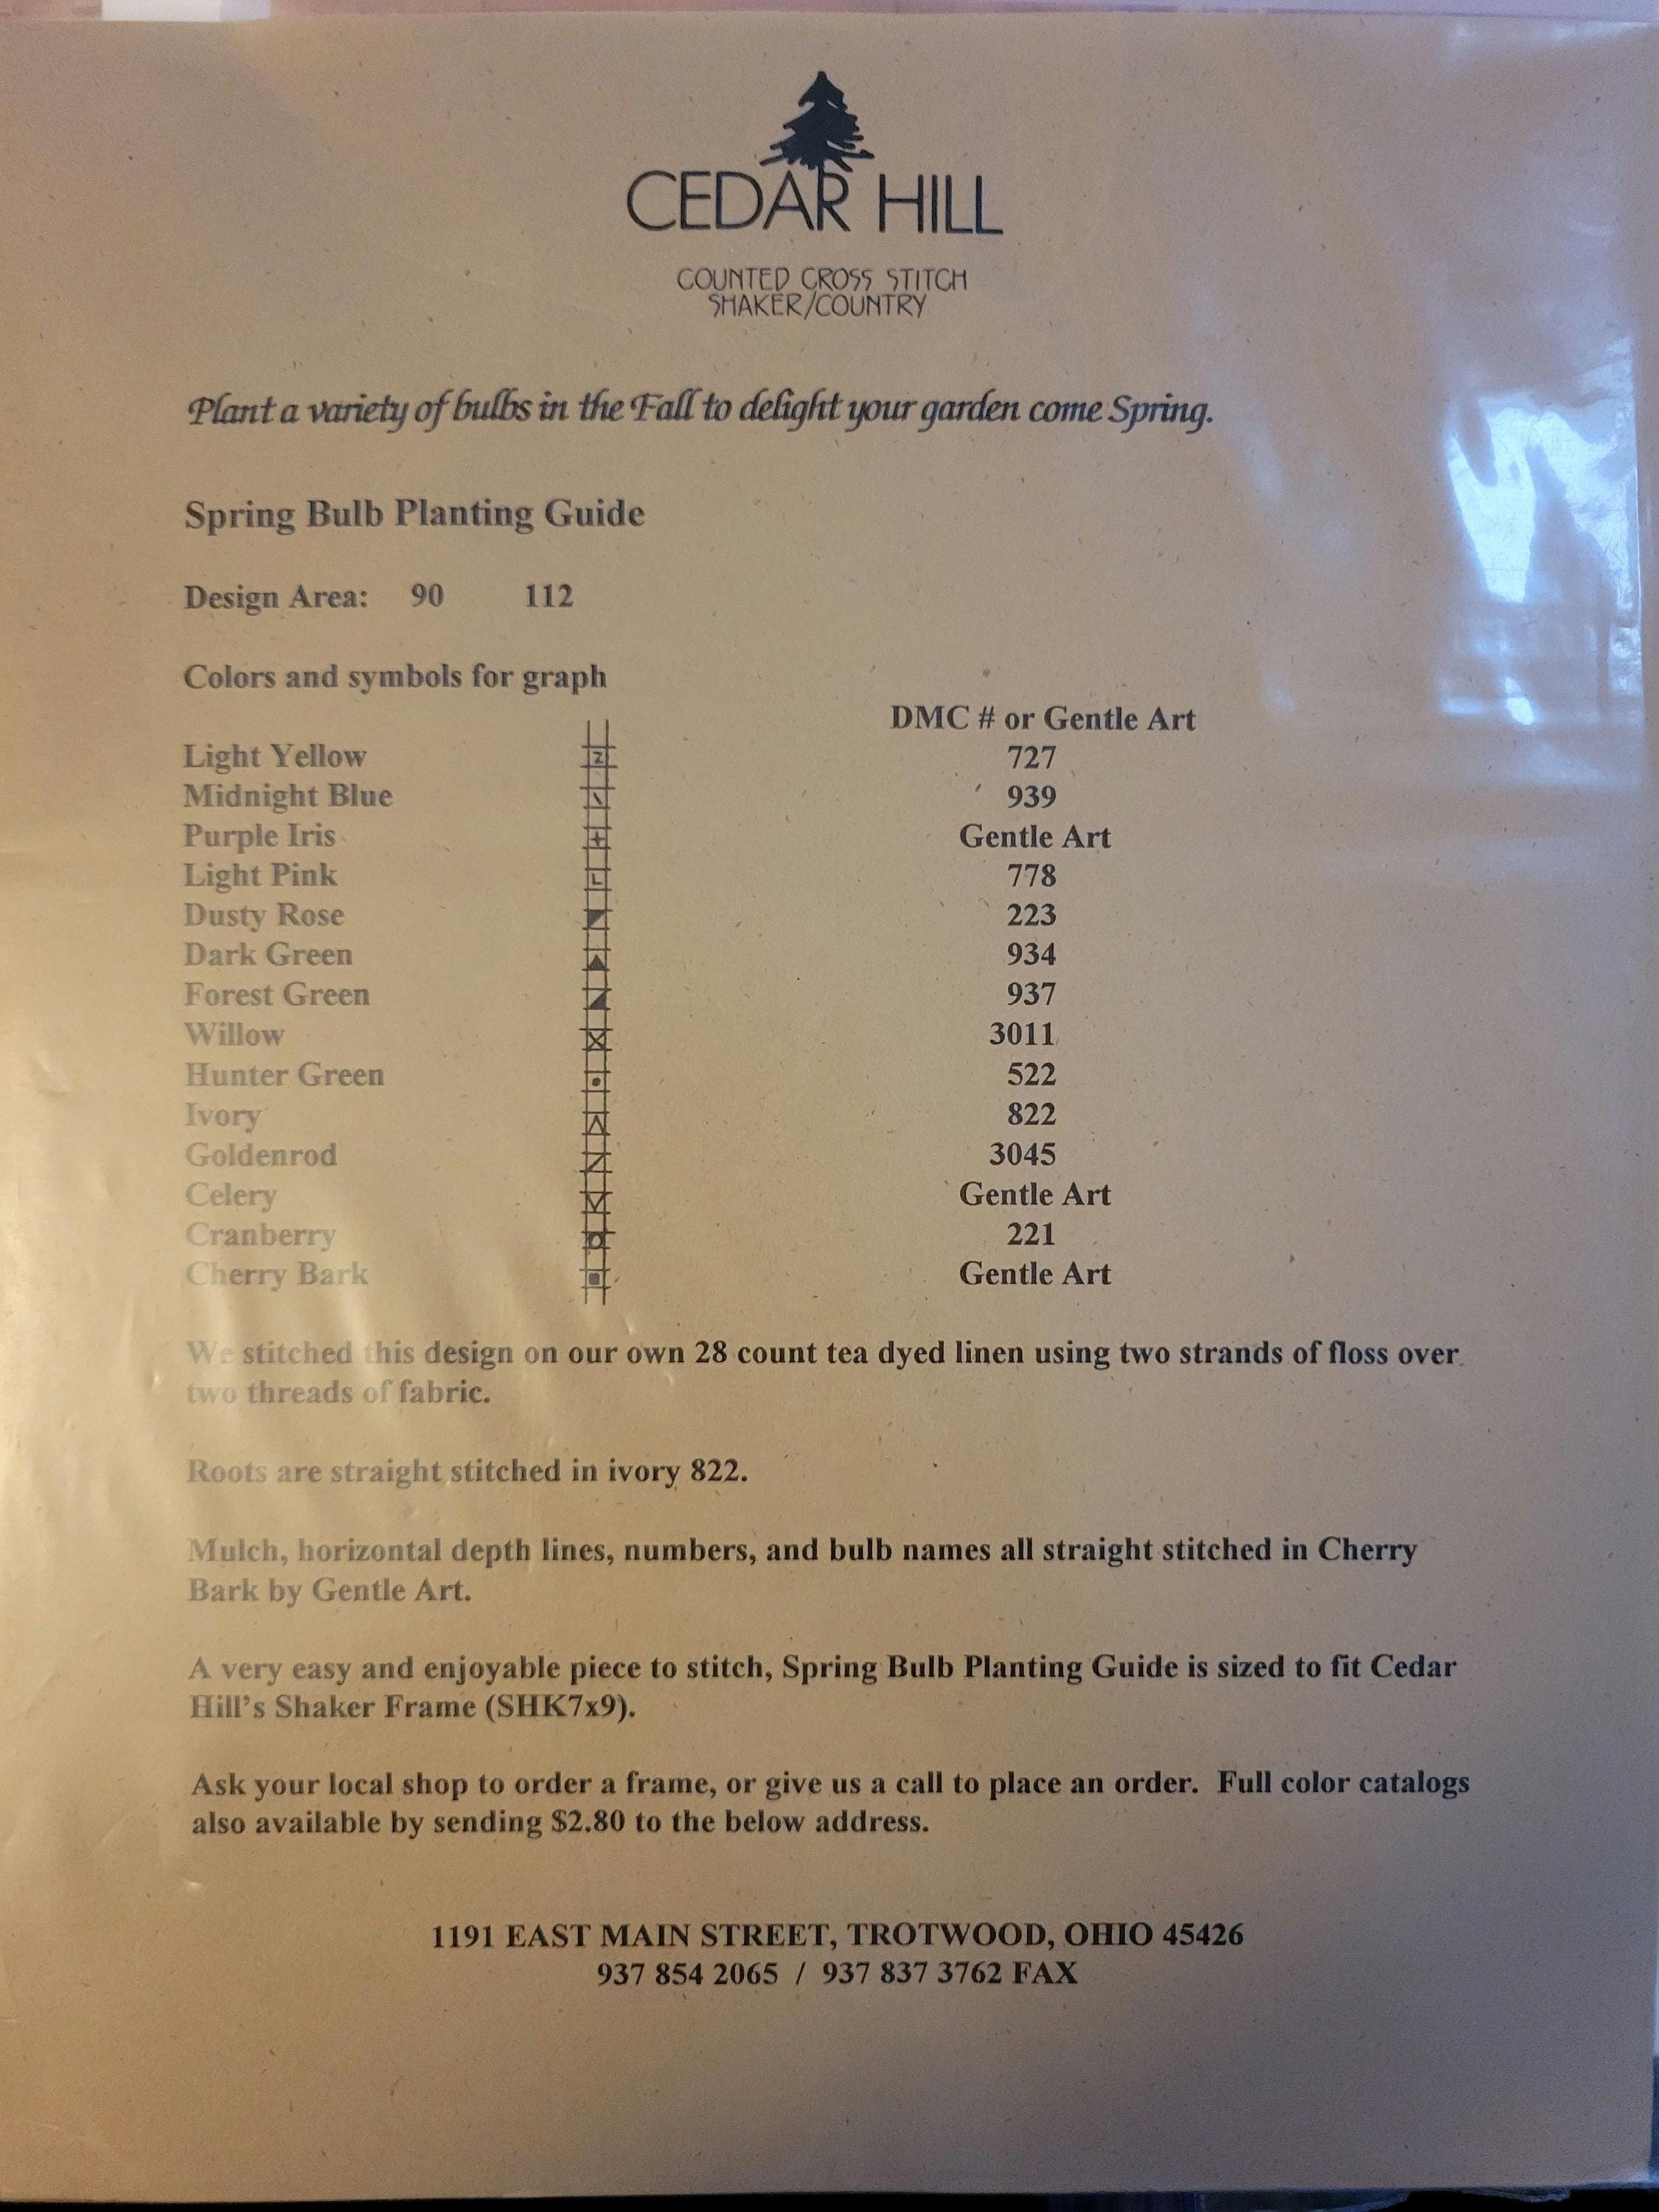 CEDAR HILL
COUNTED CROSS STITCH
SHAKER/COUNTRY
Plant a variety of bulbs in the Fall to delight your garden come Spring.
Spring Bulb Planting Guide
Design Area: 90 112
Colors and symbols for graph
DMC # or Gentle Art
Light Yellow 727
Midnight Blue 939
Purple Iris Gentle Art
Light Pink 778
Dusty Rose 223
Dark Green 934
Forest Green 937
Willow 3011
Hunter Green 522
Ivory 822
Goldenrod 3045
Celery Gentle Art
Cranberry 221
Cherry Bark Gentle Art
We stitched this design on our own 28 count tea dyed linen using two strands of floss over
two threads of fabric.
Roots are straight stitched in ivory 822.
Mulch, horizontal depth lines, numbers, and bulb names all straight stitched in Cherry
Bark by Gentle Art.
A very easy and enjoyable piece to stitch, Spring Bulb Planting Guide is sized to fit Cedar
Hill's Shaker Frame (SHK7x9).
Ask your local shop to order a frame, or give us a call to place an order. Full color catalogs
also available by sending $2.80 to the below address.
1191 EAST MAIN STREET, TROTWOOD, OHIO 45426
937 854 2065 / 937 837 3762 FAX